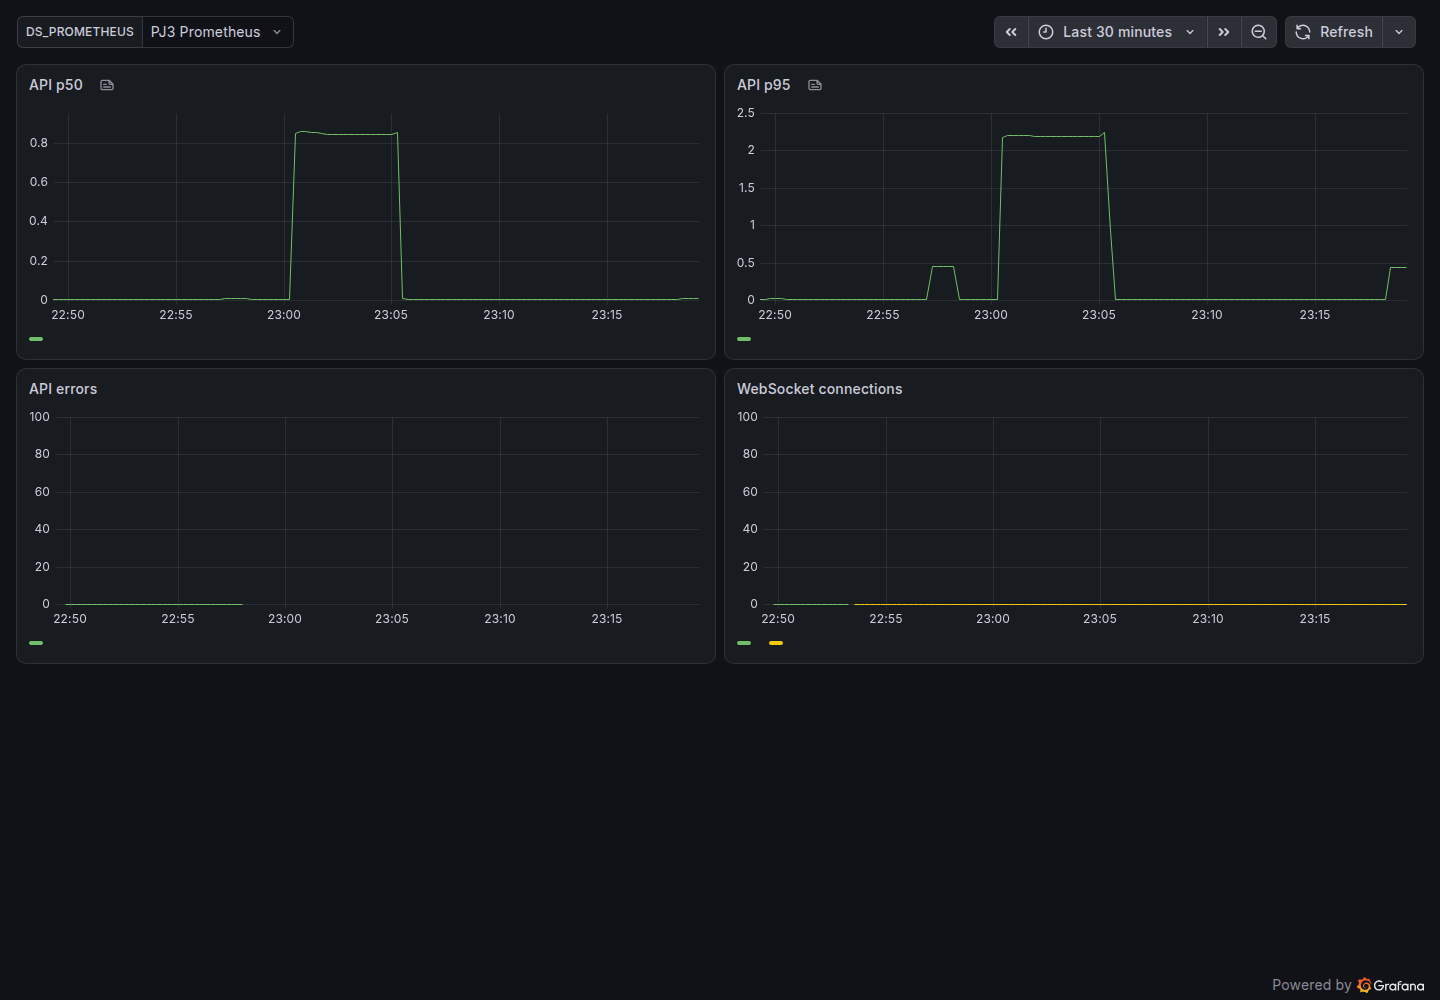 DS_PROMETHEUS PJ3 Prometheus Last 30 minutes Refresh
API p50
0.8
0.6
0.4
0.2
0
22:50 22:55 23:00 23:05 23:10 23:15
API p95
2.5
2
1.5
1
0.5
0
22:50 22:55 23:00 23:05 23:10 23:15
API errors
100
80
60
40
20
0
22:50 22:55 23:00 23:05 23:10 23:15
WebSocket connections
100
80
60
40
20
0
22:50 22:55 23:00 23:05 23:10 23:15
Powered by Grafana